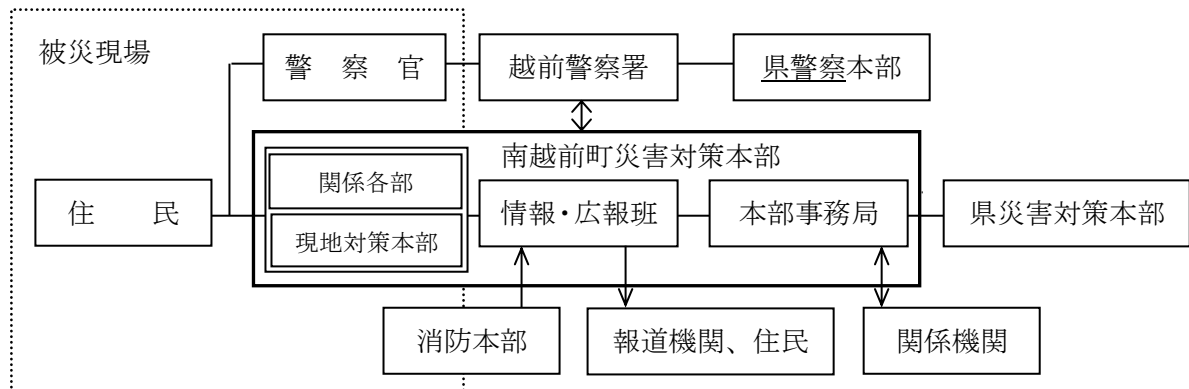 被災現場
警　察　官
越前警察署
県警察本部
南越前町災害対策本部
関係各部
住　　民
情報・広報班
本部事務局
県災害対策本部
現地対策本部
消防本部
報道機関、住民
関係機関